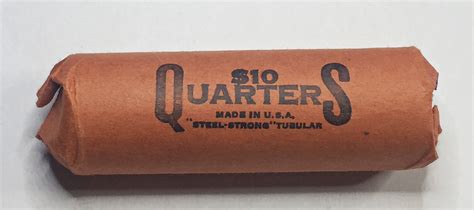 $10
QUARTERS
MADE IN U.S.A.
"STEEL-STRONG" TUBULAR